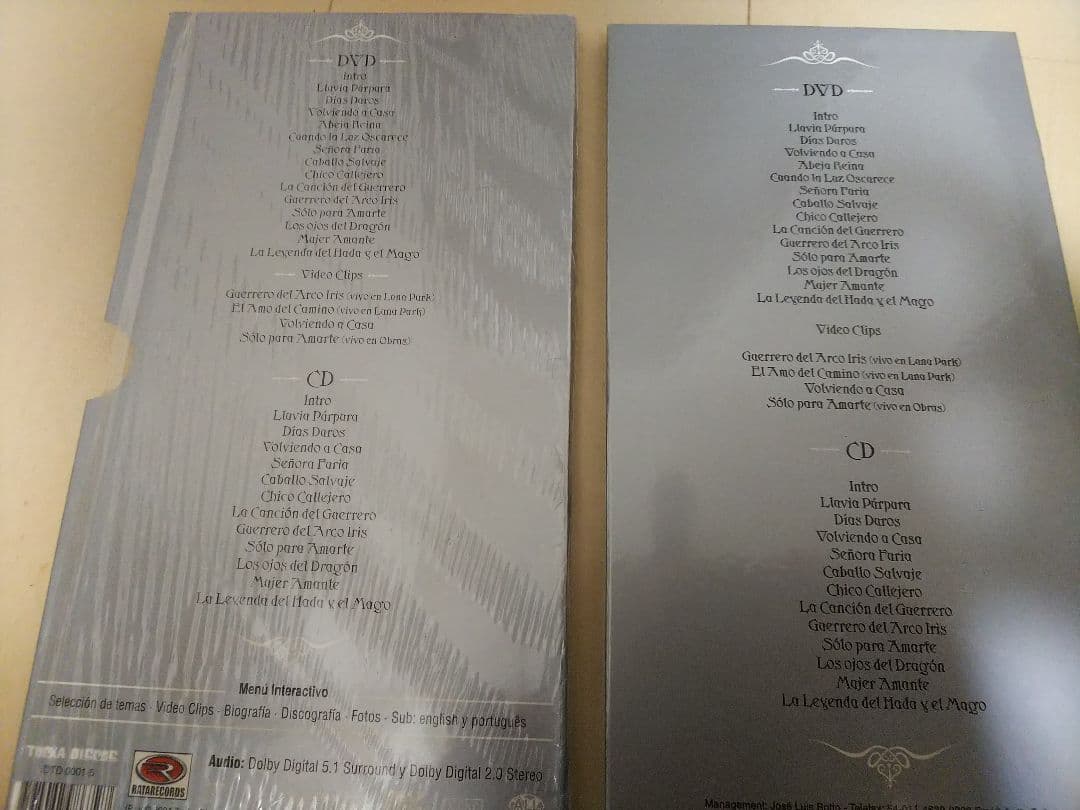 DVD
Intro
Lluvia Púrpura
Días Duros
Volviendo a Casa
Abeja Reina
Cuando la Luz Oscurece
Señora Furia
Caballo Salvaje
Chico Callejero
La Canción del Guerrero
Guerrero del Arco Iris
Sólo para Amarte
Los ojos del Dragón
Mujer Amante
La Leyenda del Hada y el Mago
Video Clips
Guerrero del Arco Iris (vivo en Luna Park)
El Amo del Camino (vivo en Luna Park)
Volviendo a Casa
Sólo para Amarte (vivo en Obras)
CD
Intro
Lluvia Púrpura
Días Duros
Volviendo a Casa
Señora Furia
Caballo Salvaje
Chico Callejero
La Canción del Guerrero
Guerrero del Arco Iris
Sólo para Amarte
Los ojos del Dragón
Mujer Amante
La Leyenda del Hada y el Mago
Menú Interactivo
Selección de temas - Video Clips - Biografía - Discografía - Fotos - Sub: english y portugués
RATARECORDS
Audio: Dolby Digital 5.1 Surround y Dolby Digital 2.0 Stereo
DVD
Intro
Lluvia Púrpura
Días Duros
Volviendo a Casa
Abeja Reina
Cuando la Luz Oscurece
Señora Furia
Caballo Salvaje
Chico Callejero
La Canción del Guerrero
Guerrero del Arco Iris
Sólo para Amarte
Los ojos del Dragón
Mujer Amante
La Leyenda del Hada y el Mago
Video Clips
Guerrero del Arco Iris (vivo en Luna Park)
El Amo del Camino (vivo en Luna Park)
Volviendo a Casa
Sólo para Amarte (vivo en Obras)
CD
Intro
Lluvia Púrpura
Días Duros
Volviendo a Casa
Señora Furia
Caballo Salvaje
Chico Callejero
La Canción del Guerrero
Guerrero del Arco Iris
Sólo para Amarte
Los ojos del Dragón
Mujer Amante
La Leyenda del Hada y el Mago
Management: José Luis